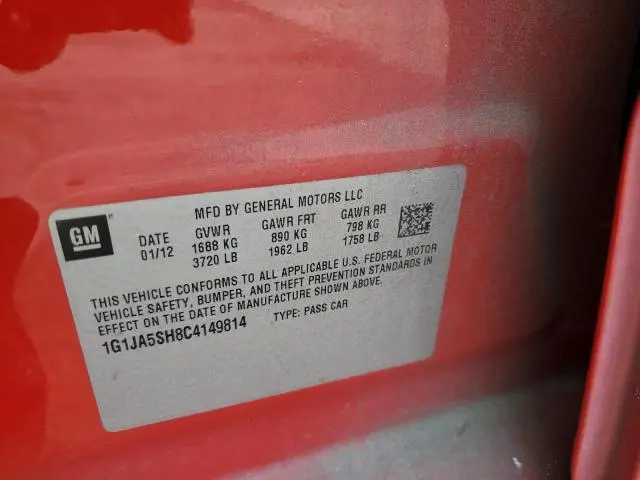 MFD BY GENERAL MOTORS LLC
GM
DATE GVWR GAWR FRT GAWR RR
01/12 1688 KG 890 KG 798 KG
3720 LB 1962 LB 1758 LB
THIS VEHICLE CONFORMS TO ALL APPLICABLE U.S. FEDERAL MOTOR
VEHICLE SAFETY, BUMPER, AND THEFT PREVENTION STANDARDS IN
EFFECT ON THE DATE OF MANUFACTURE SHOWN ABOVE.
1G1JA5SH8C4149814 TYPE: PASS CAR